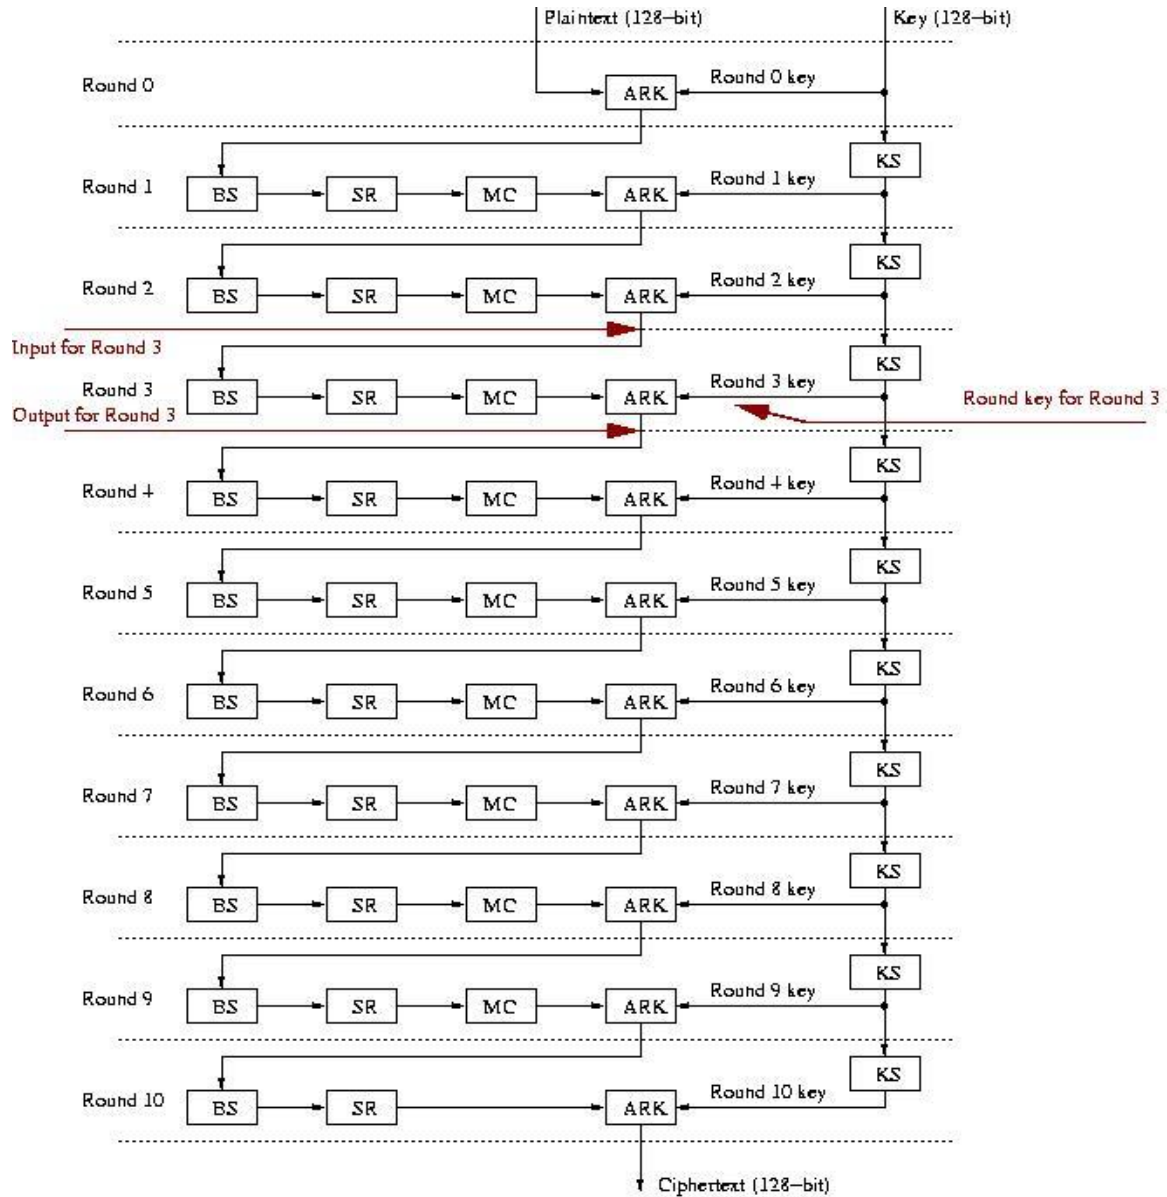 Plaintext (128-bit) Key (128-bit)
Round 0 ARK Round 0 key
KS
Round 1 BS SR MC ARK Round 1 key
KS
Round 2 BS SR MC ARK Round 2 key
Input for Round 3
KS
Round 3 BS SR MC ARK Round 3 key Round key for Round 3
Output for Round 3
KS
Round 4 BS SR MC ARK Round 4 key
KS
Round 5 BS SR MC ARK Round 5 key
KS
Round 6 BS SR MC ARK Round 6 key
KS
Round 7 BS SR MC ARK Round 7 key
KS
Round 8 BS SR MC ARK Round 8 key
KS
Round 9 BS SR MC ARK Round 9 key
KS
Round 10 BS SR ARK Round 10 key
Ciphertext (128-bit)